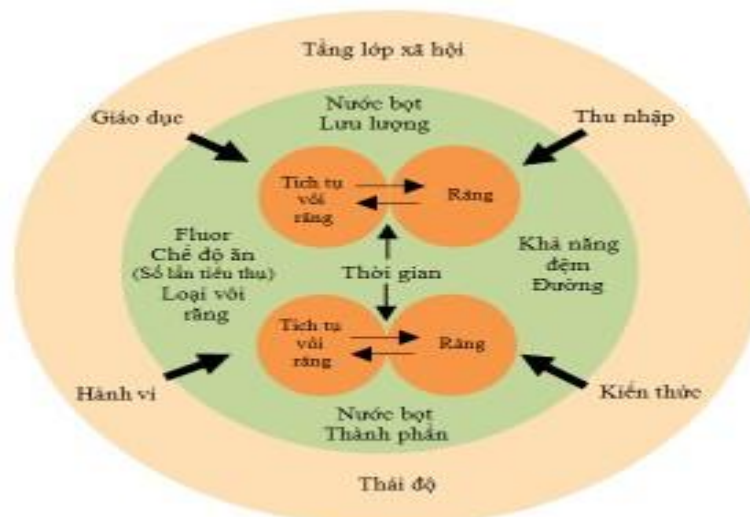 Tầng lớp xã hội
Nước bọt
Lưu lượng
Giáo dục
Thu nhập
Tích tụ
vôi
răng
Răng
Fluor
Chế độ ăn
(Số lần tiêu thụ)
Loại vôi
răng
Thời gian
Khả năng
đệm
Đường
Tích tụ
vôi
răng
Răng
Hành vi
Kiến thức
Nước bọt
Thành phần
Thái độ